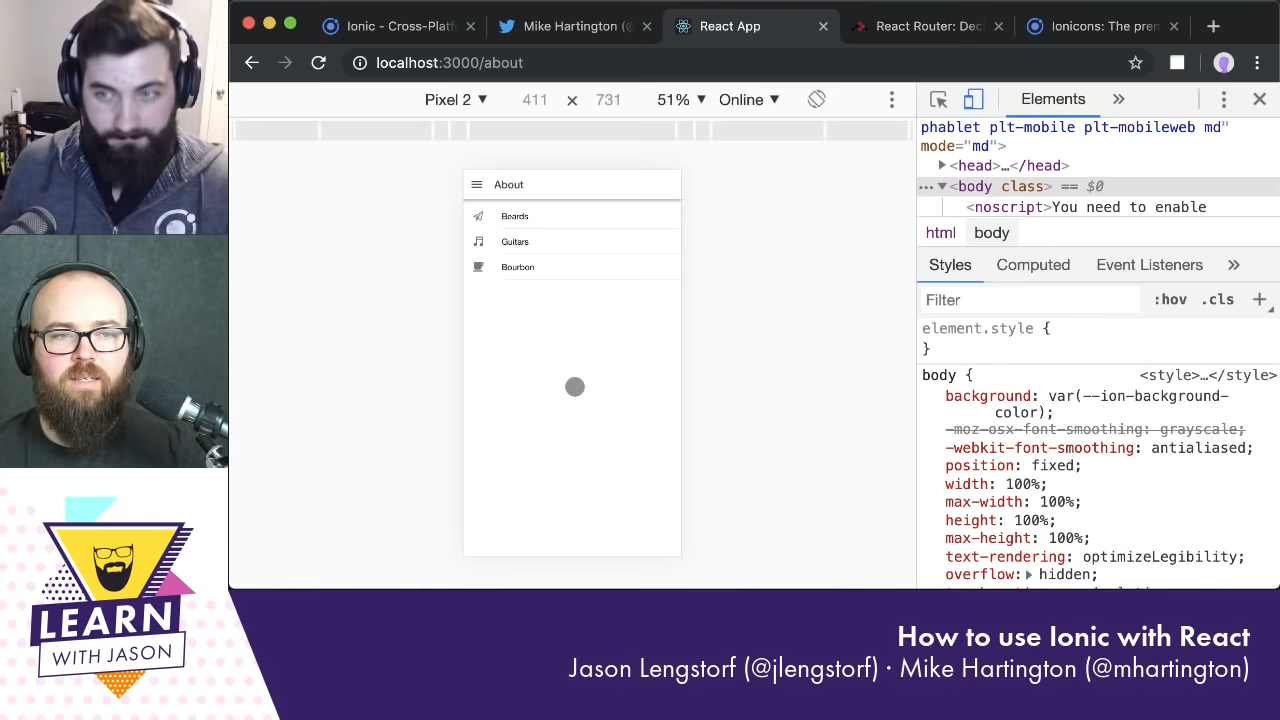 Ionic - Cross-Platf
Mike Hartington (@
React App
React Router: Dec
Ionicons: The pren
localhost:3000/about
Pixel 2 ▼ 411 × 731 51% ▼ Online ▼
Elements
phablet plt-mobile plt-mobileweb md"
mode="md">
▶<head>…</head>
…▼<body class> == $0
<noscript>You need to enable
html body
Styles Computed Event Listeners
Filter :hov .cls +
element.style {
}
body { <style>…</style>
background: var(--ion-background-
color);
-moz-osx-font-smoothing: grayscale;
-webkit-font-smoothing: antialiased;
position: fixed;
width: 100%;
max-width: 100%;
height: 100%;
max-height: 100%;
text-rendering: optimizeLegibility;
overflow:▶ hidden;
About
Beards
Guitars
Bourbon
LEARN
WITH JASON
How to use Ionic with React
Jason Lengstorf (@jlengstorf) · Mike Hartington (@mhartington)